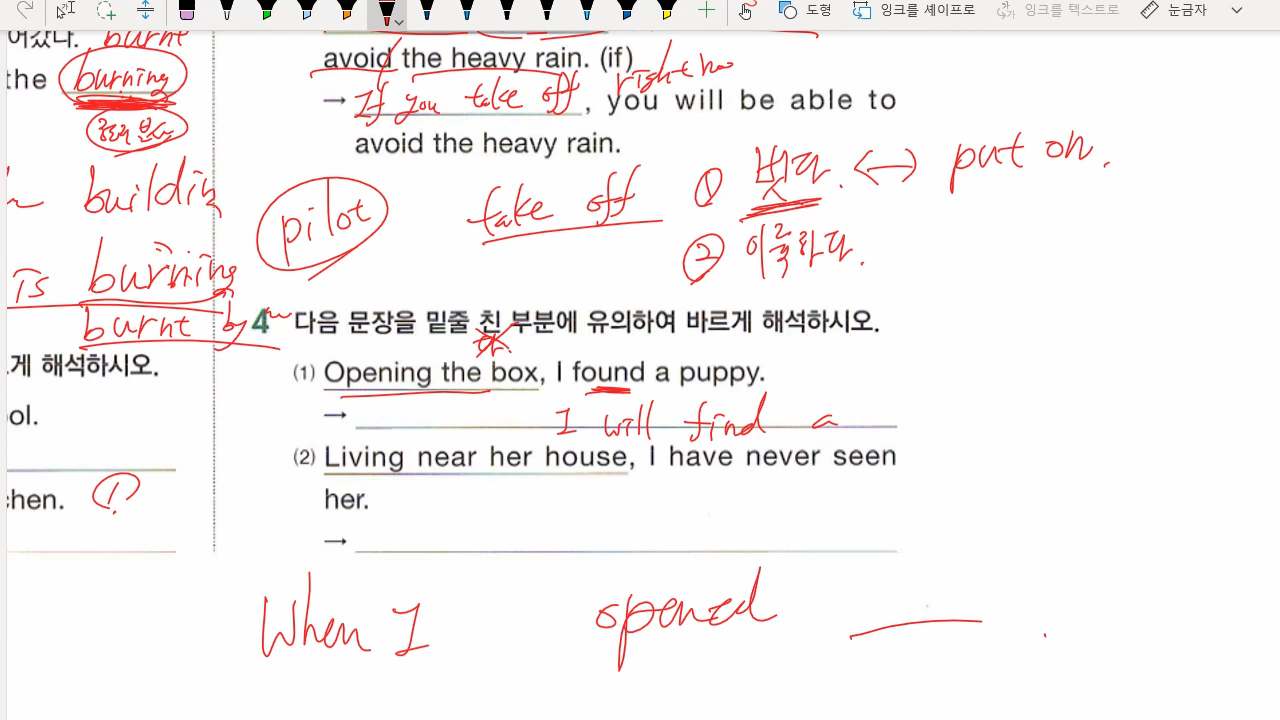 도형 잉크를 셰이프로 잉크를 텍스트로 눈금자
어갔다. burnt
the burning
buildin
is burning
burnt by
게 해석하시오.
ol.
chen. ①
avoid the heavy rain. (if)
→ If you take off, you will be able to
right
avoid the heavy rain.
pilot take off ① 벗다. ↔ put on.
② 이륙하다.
4 다음 문장을 밑줄 친 부분에 유의하여 바르게 해석하시오.
(1) Opening the box, I found a puppy.
→ I will find a
(2) Living near her house, I have never seen
her.
→
When I opened